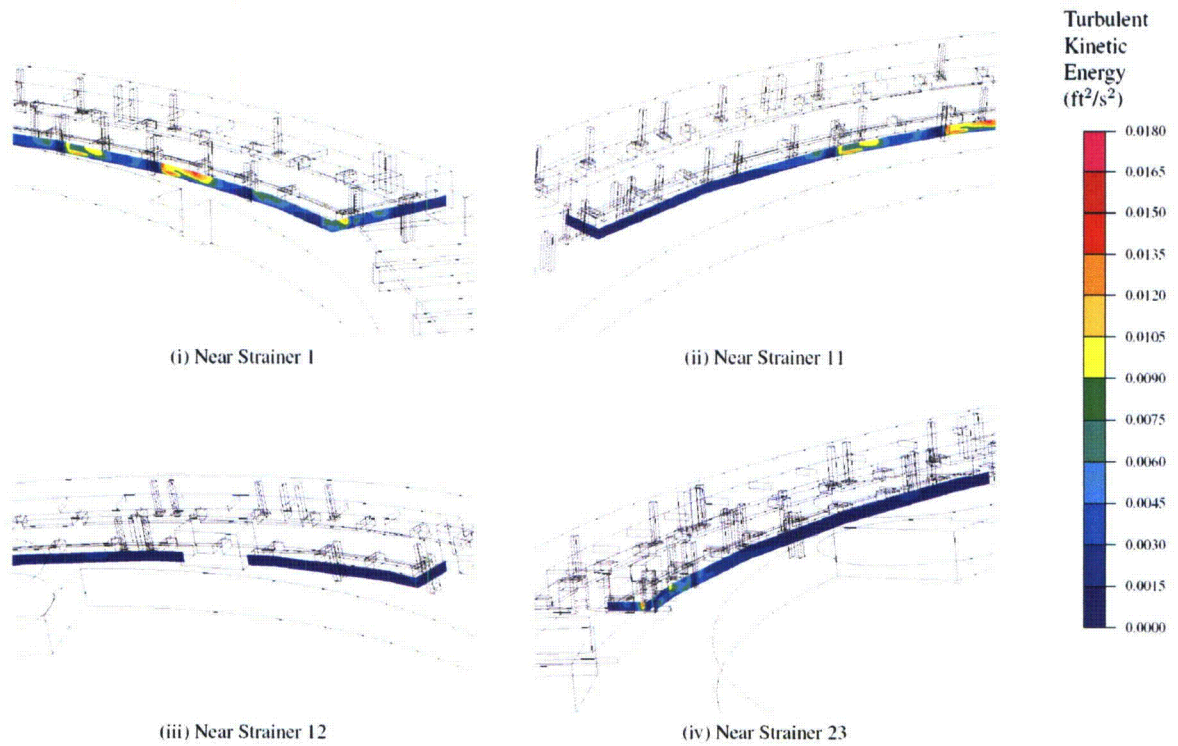 Turbulent
Kinetic
Energy
(ft²/s²)
0.0180
0.0165
0.0150
0.0135
0.0120
0.0105
0.0090
0.0075
0.0060
0.0045
0.0030
0.0015
0.0000
(i) Near Strainer 1
(ii) Near Strainer 11
(iii) Near Strainer 12
(iv) Near Strainer 23